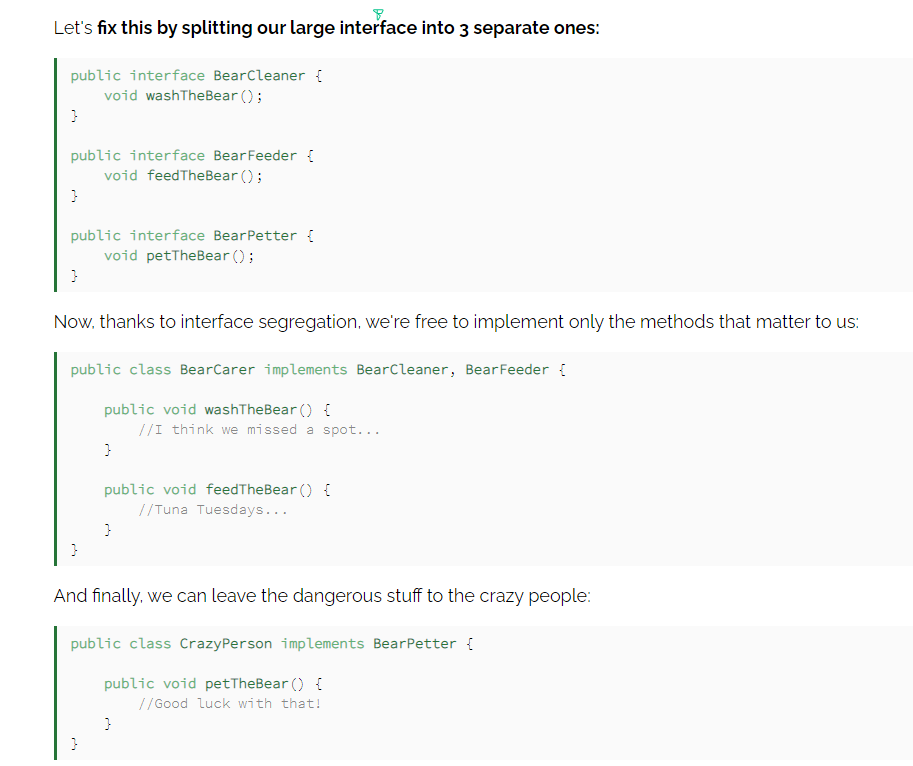 Let's fix this by splitting our large interface into 3 separate ones:
public interface BearCleaner {
    void washTheBear();
}
public interface BearFeeder {
    void feedTheBear();
}
public interface BearPetter {
    void petTheBear();
}
Now, thanks to interface segregation, we're free to implement only the methods that matter to us:
public class BearCarer implements BearCleaner, BearFeeder {
    public void washTheBear() {
        //I think we missed a spot...
    }
    public void feedTheBear() {
        //Tuna Tuesdays...
    }
}
And finally, we can leave the dangerous stuff to the crazy people:
public class CrazyPerson implements BearPetter {
    public void petTheBear() {
        //Good luck with that!
    }
}